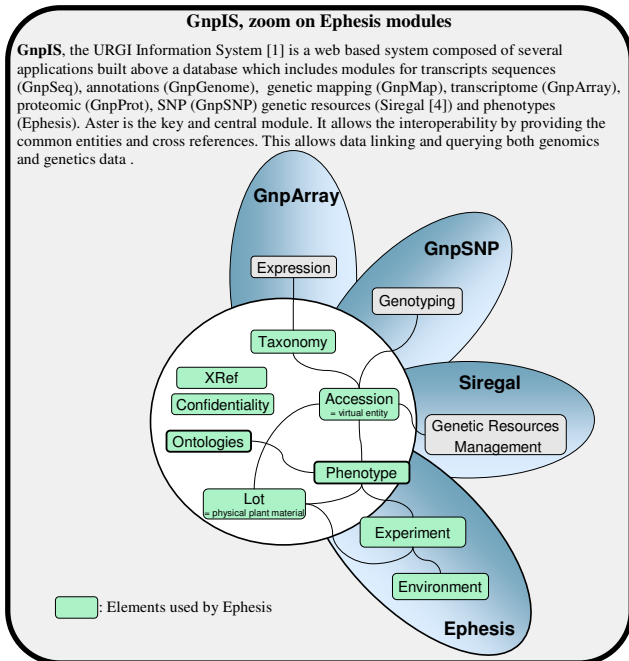 GnpIS, zoom on Ephesis modules
GnpIS, the URGI Information System [1] is a web based system composed of several
applications built above a database which includes modules for transcripts sequences
(GnpSeq), annotations (GnpGenome), genetic mapping (GnpMap), transcriptome (GnpArray),
proteomic (GnpProt), SNP (GnpSNP) genetic resources (Siregal [4]) and phenotypes
(Ephesis). Aster is the key and central module. It allows the interoperability by providing the
common entities and cross references. This allows data linking and querying both genomics
and genetics data .
GnpArray
GnpSNP
Expression
Genotyping
Taxonomy
XRef
Siregal
Accession
= virtual entity
Confidentiality
Genetic Resources
Management
Ontologies
Phenotype
Lot
= physical plant material
Experiment
Environment
: Elements used by Ephesis
Ephesis